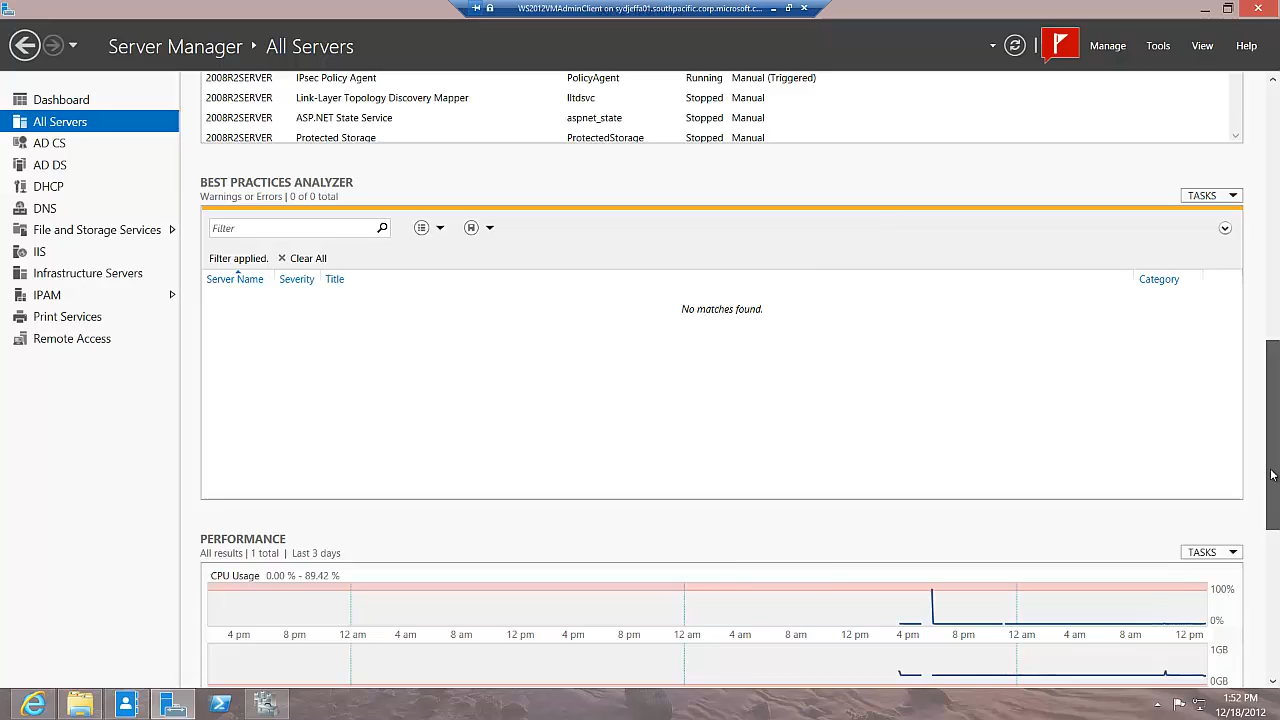 WS2012VMAdminClient on sydjeffa01.southpacific.corp.microsoft.c...
Server Manager ‣ All Servers
Manage Tools View Help
Dashboard
All Servers
AD CS
AD DS
DHCP
DNS
File and Storage Services
IIS
Infrastructure Servers
IPAM
Print Services
Remote Access
2008R2SERVER IPsec Policy Agent PolicyAgent Running Manual (Triggered)
2008R2SERVER Link-Layer Topology Discovery Mapper lltdsvc Stopped Manual
2008R2SERVER ASP.NET State Service aspnet_state Stopped Manual
2008R2SERVER Protected Storage ProtectedStorage Stopped Manual
BEST PRACTICES ANALYZER
Warnings or Errors | 0 of 0 total
TASKS
Filter
Filter applied. ✕ Clear All
Server Name Severity Title Category
No matches found.
PERFORMANCE
All results | 1 total | Last 3 days
TASKS
CPU Usage 0.00 % - 89.42 %
100%
0%
4 pm 8 pm 12 am 4 am 8 am 12 pm 4 pm 8 pm 12 am 4 am 8 am 12 pm 4 pm 8 pm 12 am 4 am 8 am 12 pm
1GB
0GB
1:52 PM
12/18/2012